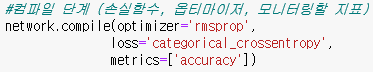 #컴파일 단계 (손실함수, 옵티마이저, 모니터링할 지표)
network.compile(optimizer='rmsprop',
loss='categorical_crossentropy',
metrics=['accuracy'])